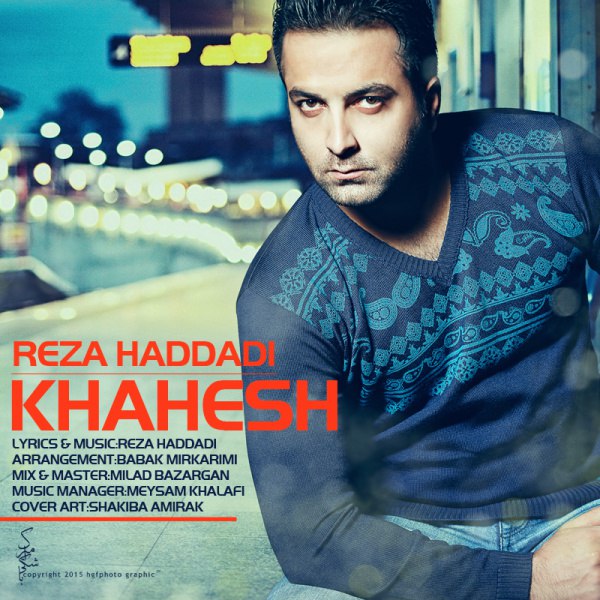 REZA HADDADI
KHAHESH
LYRICS & MUSIC:REZA HADDADI
ARRANGEMENT:BABAK MIRKARIMI
MIX & MASTER:MILAD BAZARGAN
MUSIC MANAGER:MEYSAM KHALAFI
COVER ART:SHAKIBA AMIRAK
copyright 2015 hgfphoto graphic